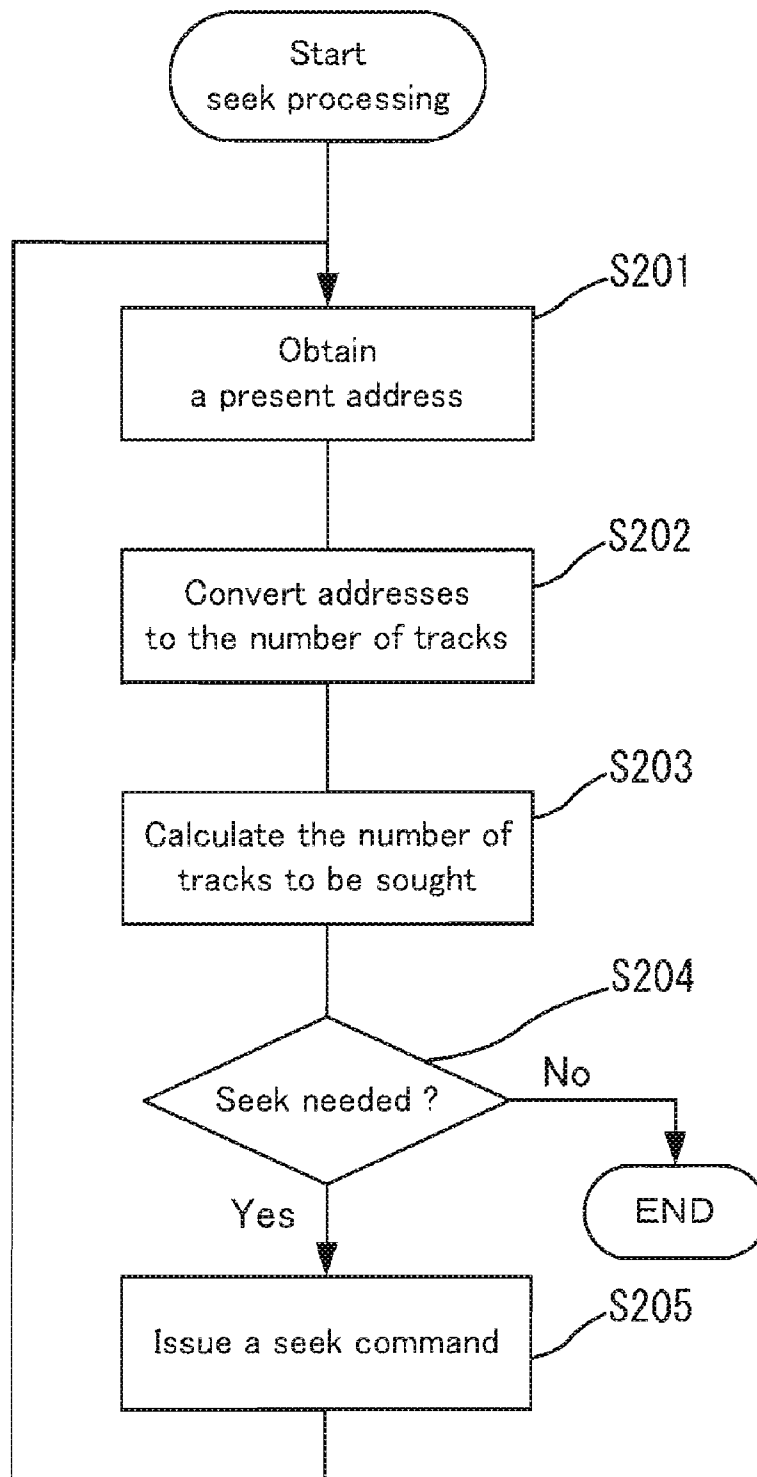 Start
seek processing
S201
Obtain
a present address
S202
Convert addresses
to the number of tracks
S203
Calculate the number of
tracks to be sought
S204
Seek needed ?
No
Yes
END
S205
Issue a seek command